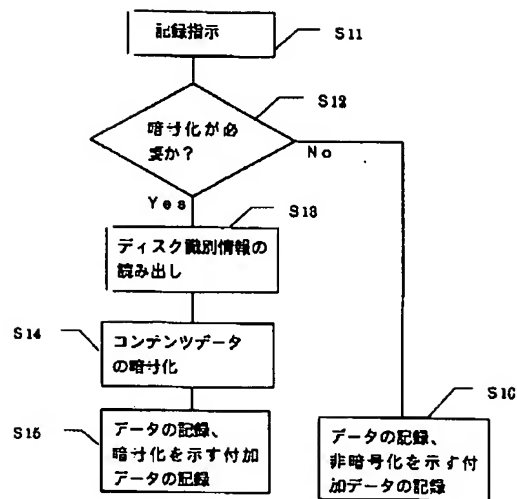 記録指示
S11
S12
暗号化が必
要か?
No
Yes
S13
ディスク識別情報の
読み出し
S14
コンテンツデータ
の暗号化
S15
データの記録、
暗号化を示す付加
データの記録
S16
データの記録、
非暗号化を示す付
加データの記録